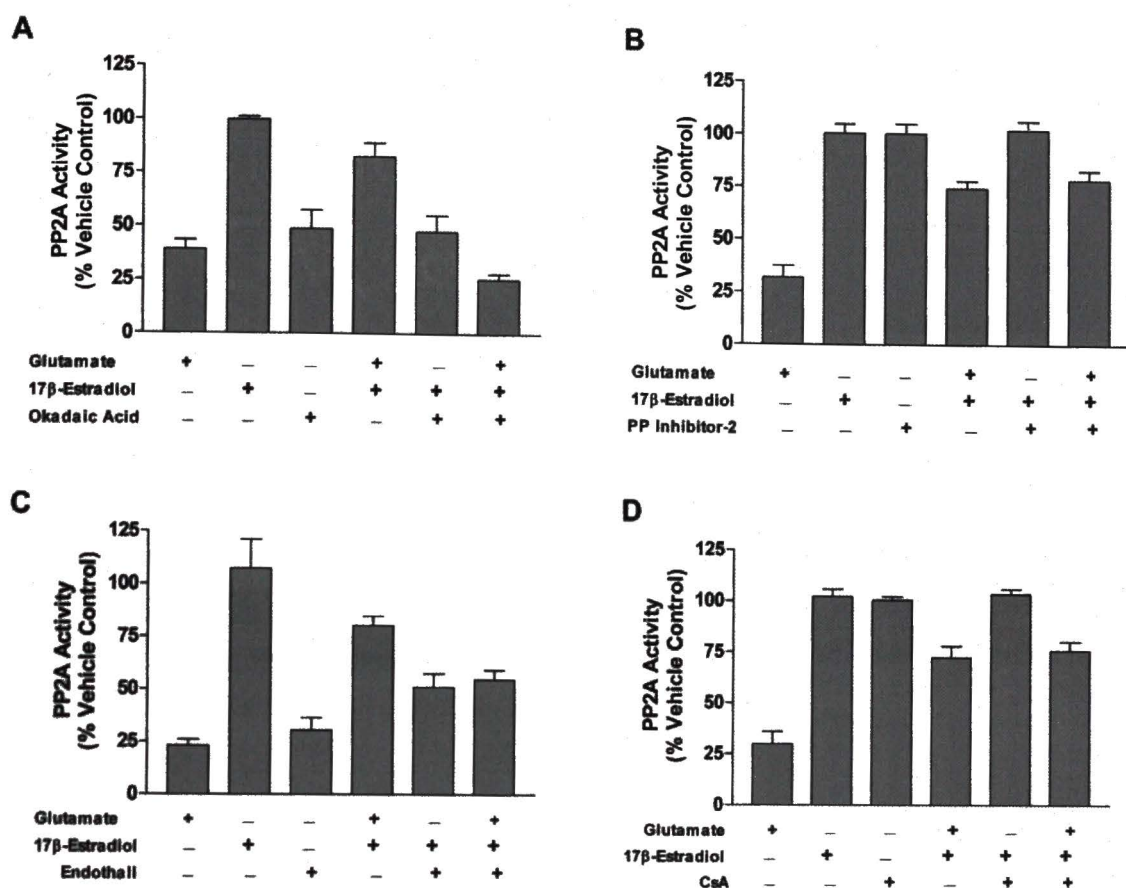 A
PP2A Activity
(% Vehicle Control)
125
100
75
50
25
0
Glutamate + – – + – +
17β-Estradiol – + – + + +
Okadaic Acid – – + – + +
B
PP2A Activity
(% Vehicle Control)
125
100
75
50
25
0
Glutamate + – – + – +
17β-Estradiol – + – + + +
PP Inhibitor-2 – – + – + +
C
PP2A Activity
(% Vehicle Control)
125
100
75
50
25
0
Glutamate + – – + – +
17β-Estradiol – + – + + +
Endothall – – + – + +
D
PP2A Activity
(% Vehicle Control)
125
100
75
50
25
0
Glutamate + – – + – +
17β-Estradiol – + – + + +
CsA – – + – + +